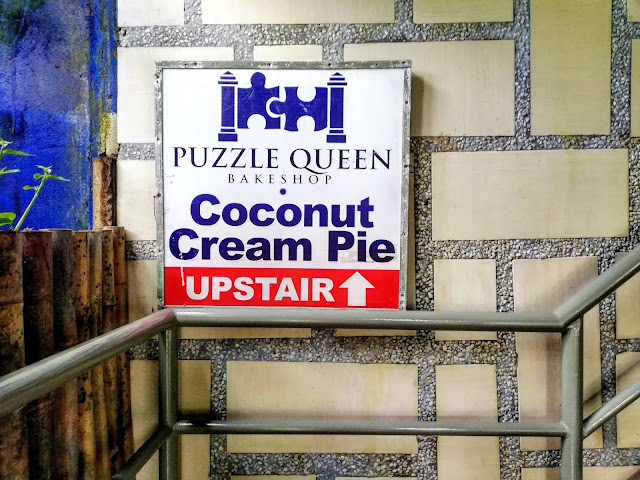 PUZZLE QUEEN
BAKESHOP
Coconut
Cream Pie
UPSTAIR